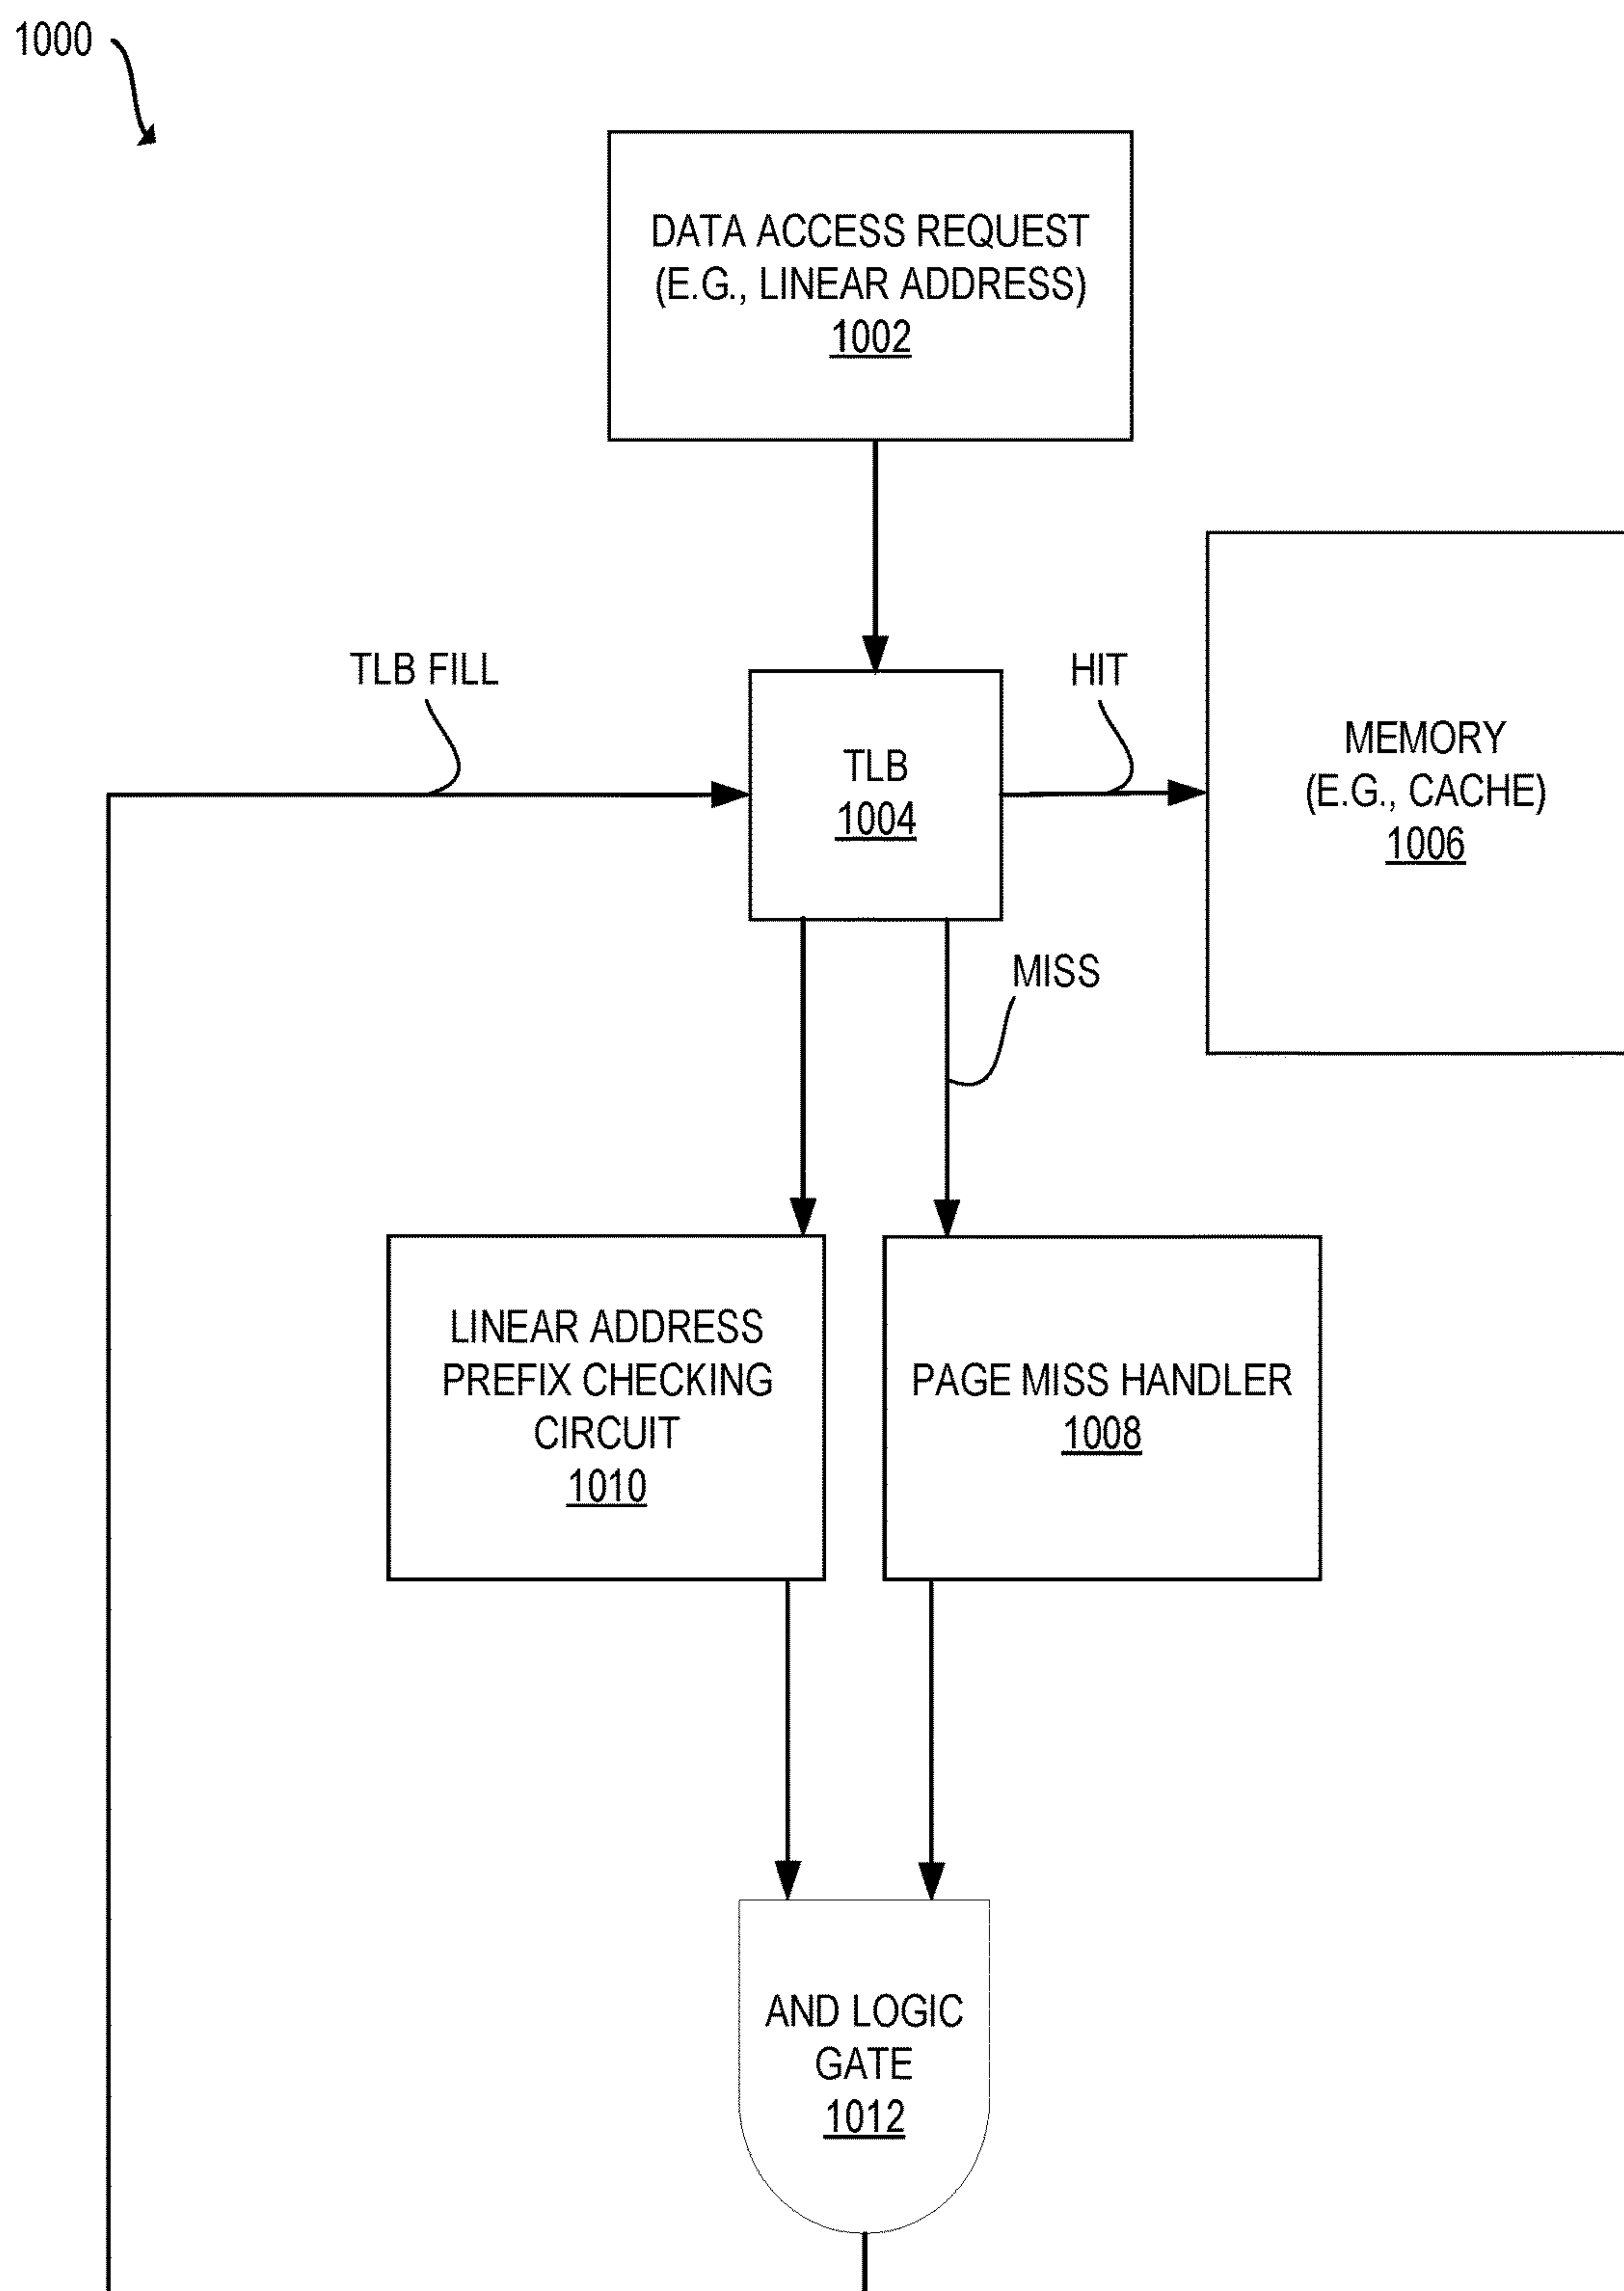 1000
DATA ACCESS REQUEST
(E.G., LINEAR ADDRESS)
1002
TLB FILL
HIT
TLB
1004
MEMORY
(E.G., CACHE)
1006
MISS
LINEAR ADDRESS
PREFIX CHECKING
CIRCUIT
1010
PAGE MISS HANDLER
1008
AND LOGIC
GATE
1012